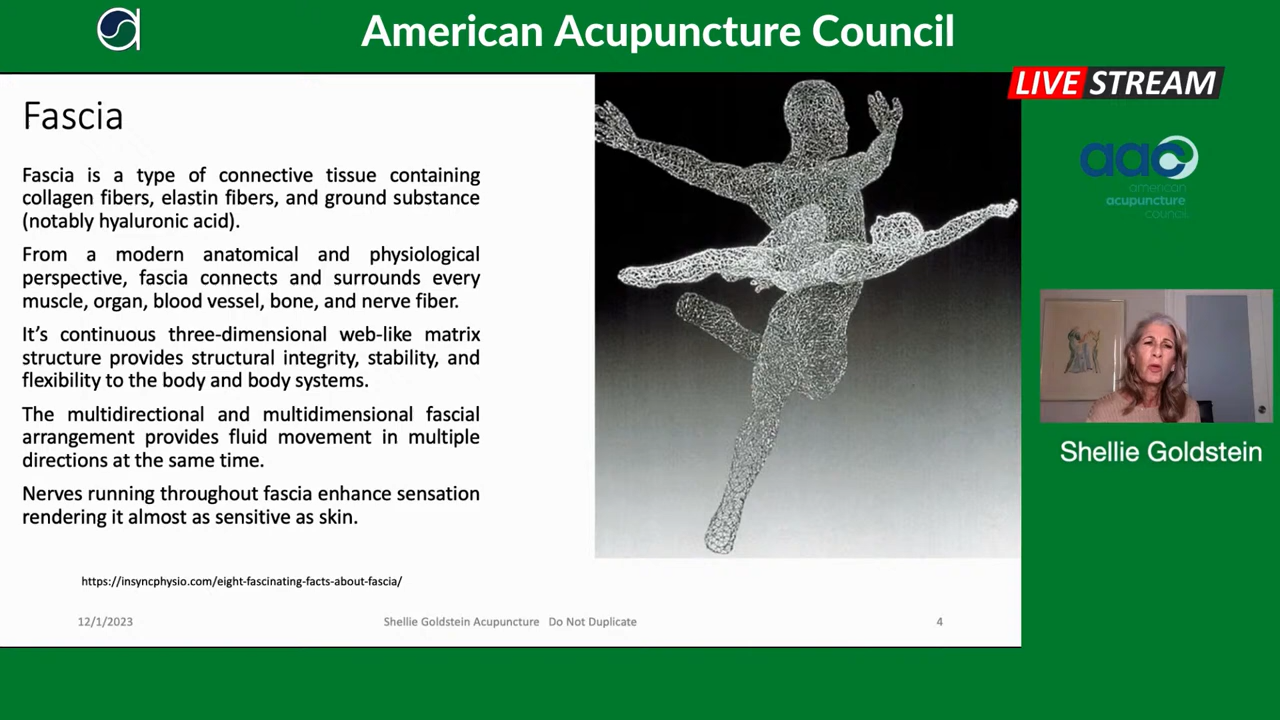 American Acupuncture Council
LIVE STREAM
Fascia
Fascia is a type of connective tissue containing
collagen fibers, elastin fibers, and ground substance
(notably hyaluronic acid).
From a modern anatomical and physiological
perspective, fascia connects and surrounds every
muscle, organ, blood vessel, bone, and nerve fiber.
It’s continuous three-dimensional web-like matrix
structure provides structural integrity, stability, and
flexibility to the body and body systems.
The multidirectional and multidimensional fascial
arrangement provides fluid movement in multiple
directions at the same time.
Nerves running throughout fascia enhance sensation
rendering it almost as sensitive as skin.
https://insyncphysio.com/eight-fascinating-facts-about-fascia/
12/1/2023
Shellie Goldstein Acupuncture Do Not Duplicate
4
aac
american
acupuncture
council
Shellie Goldstein